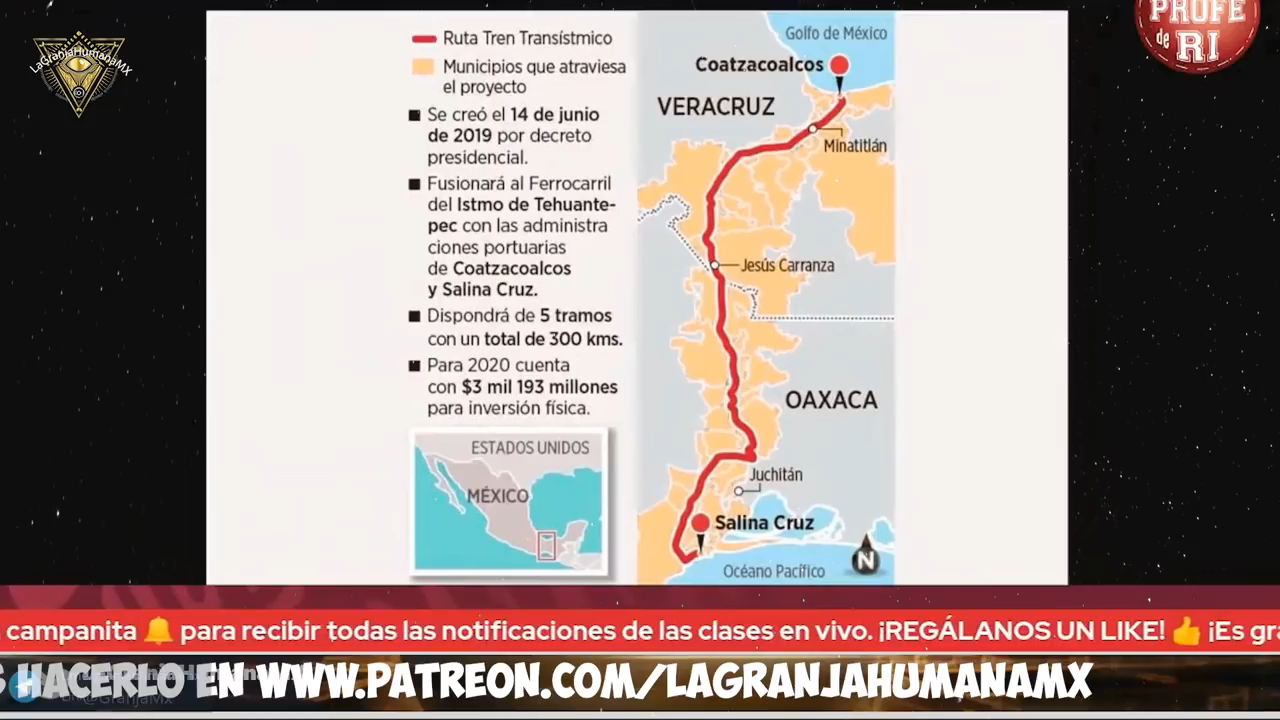 LaGranjaHumanaMX
PROFE
de
RI
Ruta Tren Transístmico
Municipios que atraviesa
el proyecto
Se creó el 14 de junio
de 2019 por decreto
presidencial.
Fusionará al Ferrocarril
del Istmo de Tehuante-
pec con las administra
ciones portuarias
de Coatzacoalcos
y Salina Cruz.
Dispondrá de 5 tramos
con un total de 300 kms.
Para 2020 cuenta
con $3 mil 193 millones
para inversión física.
ESTADOS UNIDOS
MÉXICO
Golfo de México
Coatzacoalcos
VERACRUZ
Minatitlán
Jesús Carranza
OAXACA
Juchitán
Salina Cruz
N
Océano Pacífico
campanita 🔔 para recibir todas las notificaciones de las clases en vivo. ¡REGÁLANOS UN LIKE! 👍 ¡Es gra
S HACERLO EN WWW.PATREON.COM/LAGRANJAHUMANAMX
@GranjaMx